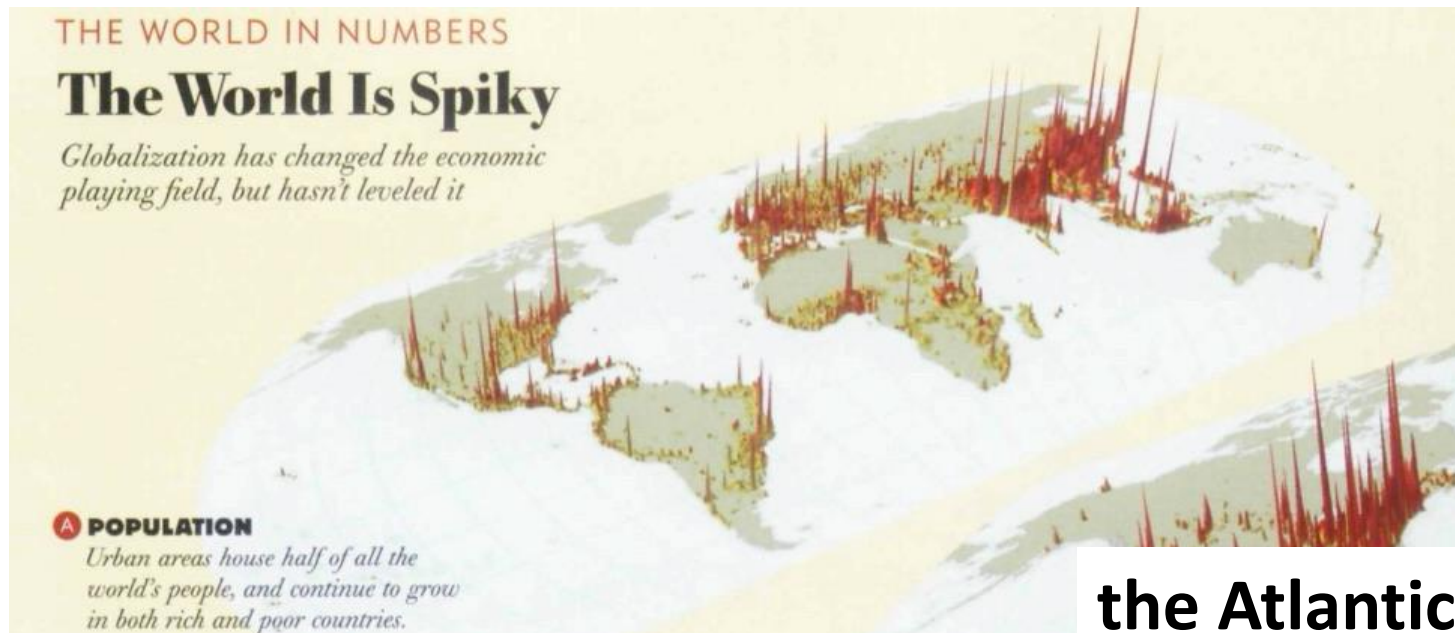 THE WORLD IN NUMBERS
The World Is Spiky
Globalization has changed the economic
playing field, but hasn't leveled it
A POPULATION
Urban areas house half of all the
world's people, and continue to grow
in both rich and poor countries.
the Atlantic